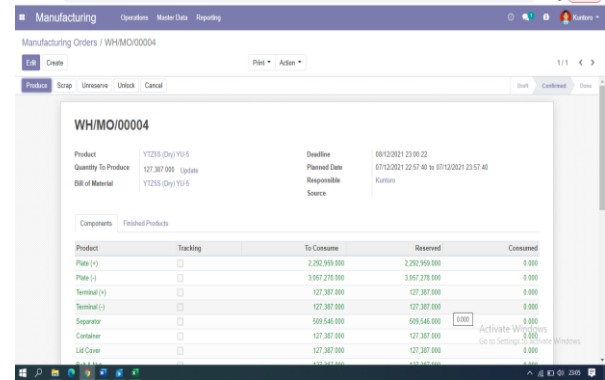 Manufacturing Operations Master Data Reporting Kuntoro
Manufacturing Orders / WH/MO/00004
Edit Create Print Action 1/1
Produce Scrap Unreserve Unlock Cancel Draft Confirmed Done
WH/MO/00004
Product YTZ5S (Dry) YU-5 Deadline 08/12/2021 23:00:22
Quantity To Produce 127,387.000 Update Planned Date 07/12/2021 22:57:40 to 07/12/2021 23:57:40
Bill of Material YTZ5S (Dry) YU-5 Responsible Kuntoro
Source
Components Finished Products
Product Tracking To Consume Reserved Consumed
Plate (+) 2,292,959.000 2,292,959.000 0.000
Plate (-) 3,057,278.000 3,057,278.000 0.000
Terminal (+) 127,387.000 127,387.000 0.000
Terminal (-) 127,387.000 127,387.000 0.000
Separator 509,546.000 509,546.000 0.000 0.000
Container 127,387.000 127,387.000 0.000
Lid Cover 127,387.000 127,387.000 0.000
Activate Windows
Go to Settings to activate Windows.
2305